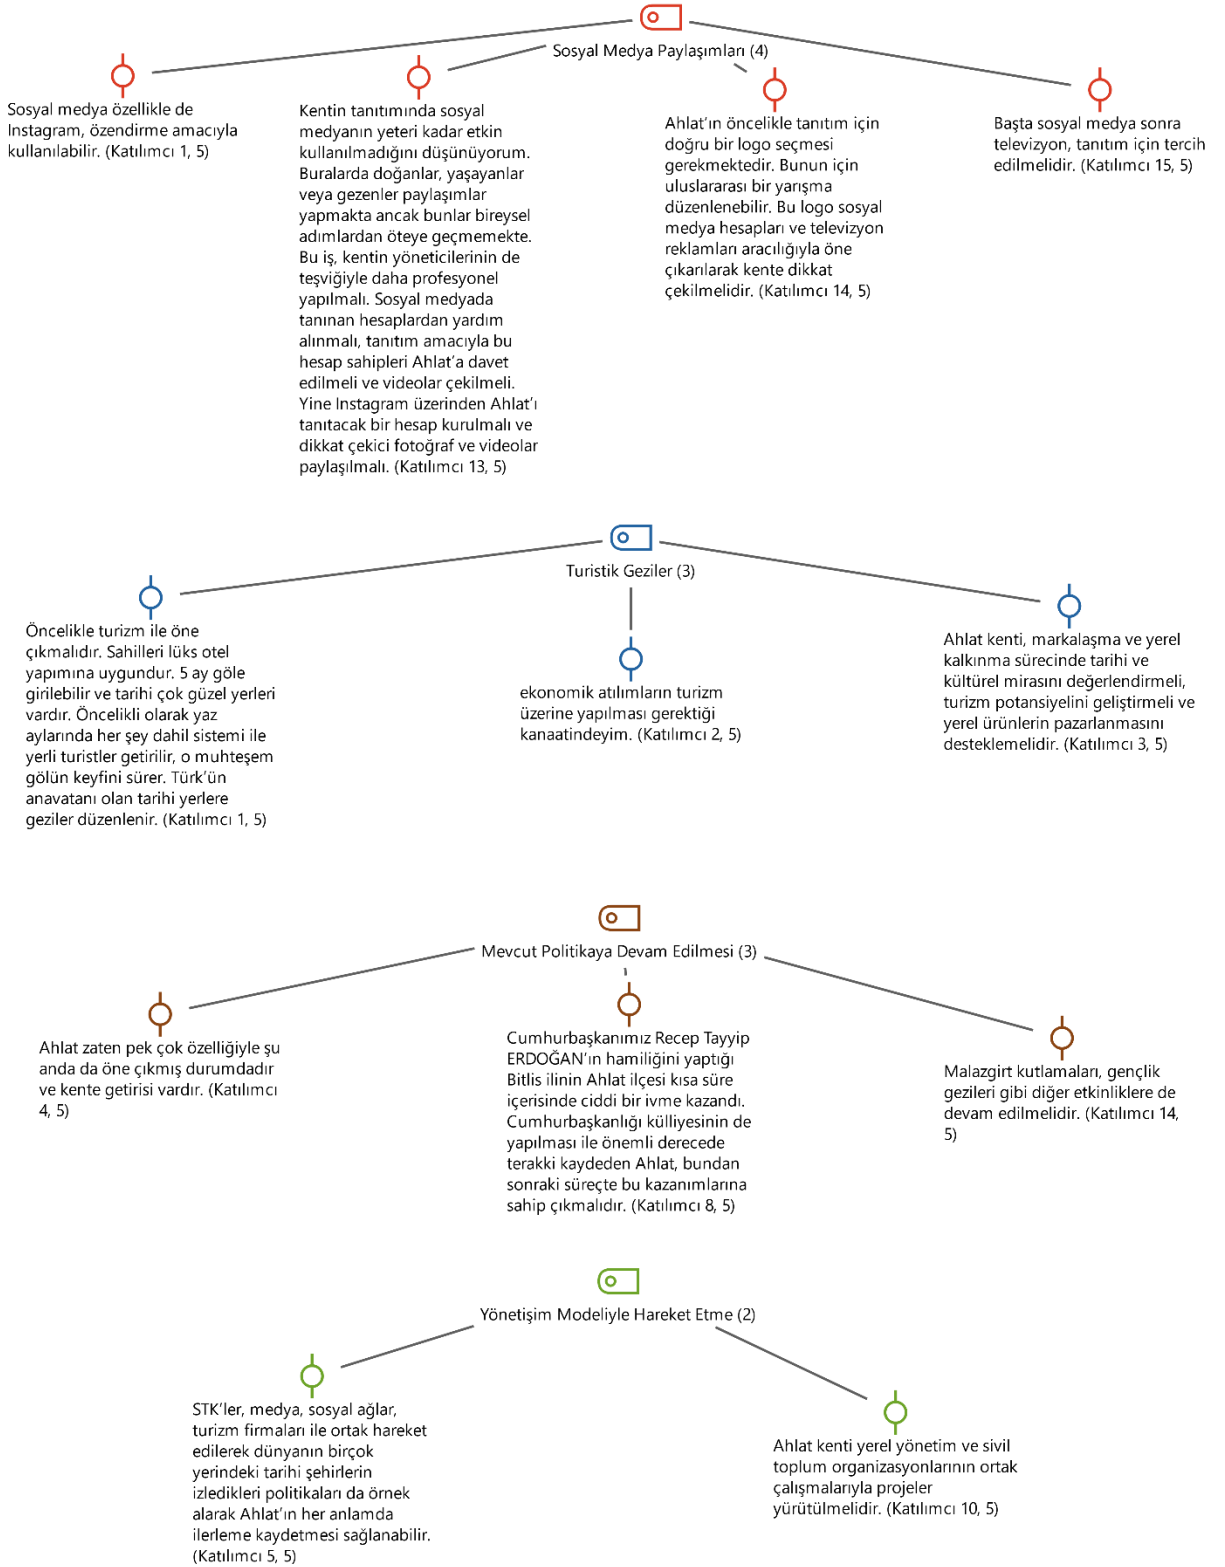 Sosyal Medya Paylaşımları (4)
Sosyal medya özellikle de
Instagram, özendirme amacıyla
kullanılabilir. (Katılımcı 1, 5)
Kentin tanıtımında sosyal
medyanın yeteri kadar etkin
kullanılmadığını düşünüyorum.
Buralarda doğanlar, yaşayanlar
veya gezenler paylaşımlar
yapmakta ancak bunlar bireysel
adımlardan öteye geçmemekte.
Bu iş, kentin yöneticilerinin de
teşviğiyle daha profesyonel
yapılmalı. Sosyal medyada
tanınan hesaplardan yardım
alınmalı, tanıtım amacıyla bu
hesap sahipleri Ahlat’a davet
edilmeli ve videolar çekilmeli.
Yine Instagram üzerinden Ahlat’ı
tanıtacak bir hesap kurulmalı ve
dikkat çekici fotoğraf ve videolar
paylaşılmalı. (Katılımcı 13, 5)
Ahlat’ın öncelikle tanıtım için
doğru bir logo seçmesi
gerekmektedir. Bunun için
uluslararası bir yarışma
düzenlenebilir. Bu logo sosyal
medya hesapları ve televizyon
reklamları aracılığıyla öne
çıkarılarak kente dikkat
çekilmelidir. (Katılımcı 14, 5)
Başta sosyal medya sonra
televizyon, tanıtım için tercih
edilmelidir. (Katılımcı 15, 5)
Turistik Geziler (3)
Öncelikle turizm ile öne
çıkmalıdır. Sahilleri lüks otel
yapımına uygundur. 5 ay göle
girilebilir ve tarihi çok güzel yerleri
vardır. Öncelikli olarak yaz
aylarında her şey dahil sistemi ile
yerli turistler getirilir, o muhteşem
gölün keyfini sürer. Türk’ün
anavatanı olan tarihi yerlere
geziler düzenlenir. (Katılımcı 1, 5)
ekonomik atılımların turizm
üzerine yapılması gerektiği
kanaatindeyim. (Katılımcı 2, 5)
Ahlat kenti, markalaşma ve yerel
kalkınma sürecinde tarihi ve
kültürel mirasını değerlendirmeli,
turizm potansiyelini geliştirmeli ve
yerel ürünlerin pazarlanmasını
desteklemelidir. (Katılımcı 3, 5)
Mevcut Politikaya Devam Edilmesi (3)
Ahlat zaten pek çok özelliğiyle şu
anda da öne çıkmış durumdadır
ve kente getirisi vardır. (Katılımcı
4, 5)
Cumhurbaşkanımız Recep Tayyip
ERDOĞAN’ın hamiliğini yaptığı
Bitlis ilinin Ahlat ilçesi kısa süre
içerisinde ciddi bir ivme kazandı.
Cumhurbaşkanlığı külliyesinin de
yapılması ile önemli derecede
terakki kaydeden Ahlat, bundan
sonraki süreçte bu kazanımlarına
sahip çıkmalıdır. (Katılımcı 8, 5)
Malazgirt kutlamaları, gençlik
gezileri gibi diğer etkinliklere de
devam edilmelidir. (Katılımcı 14,
5)
Yönetişim Modeliyle Hareket Etme (2)
STK’ler, medya, sosyal ağlar,
turizm firmaları ile ortak hareket
edilerek dünyanın birçok
yerindeki tarihi şehirlerin
izledikleri politikaları da örnek
alarak Ahlat’ın her anlamda
ilerleme kaydetmesi sağlanabilir.
(Katılımcı 5, 5)
Ahlat kenti yerel yönetim ve sivil
toplum organizasyonlarının ortak
çalışmalarıyla projeler
yürütülmelidir. (Katılımcı 10, 5)